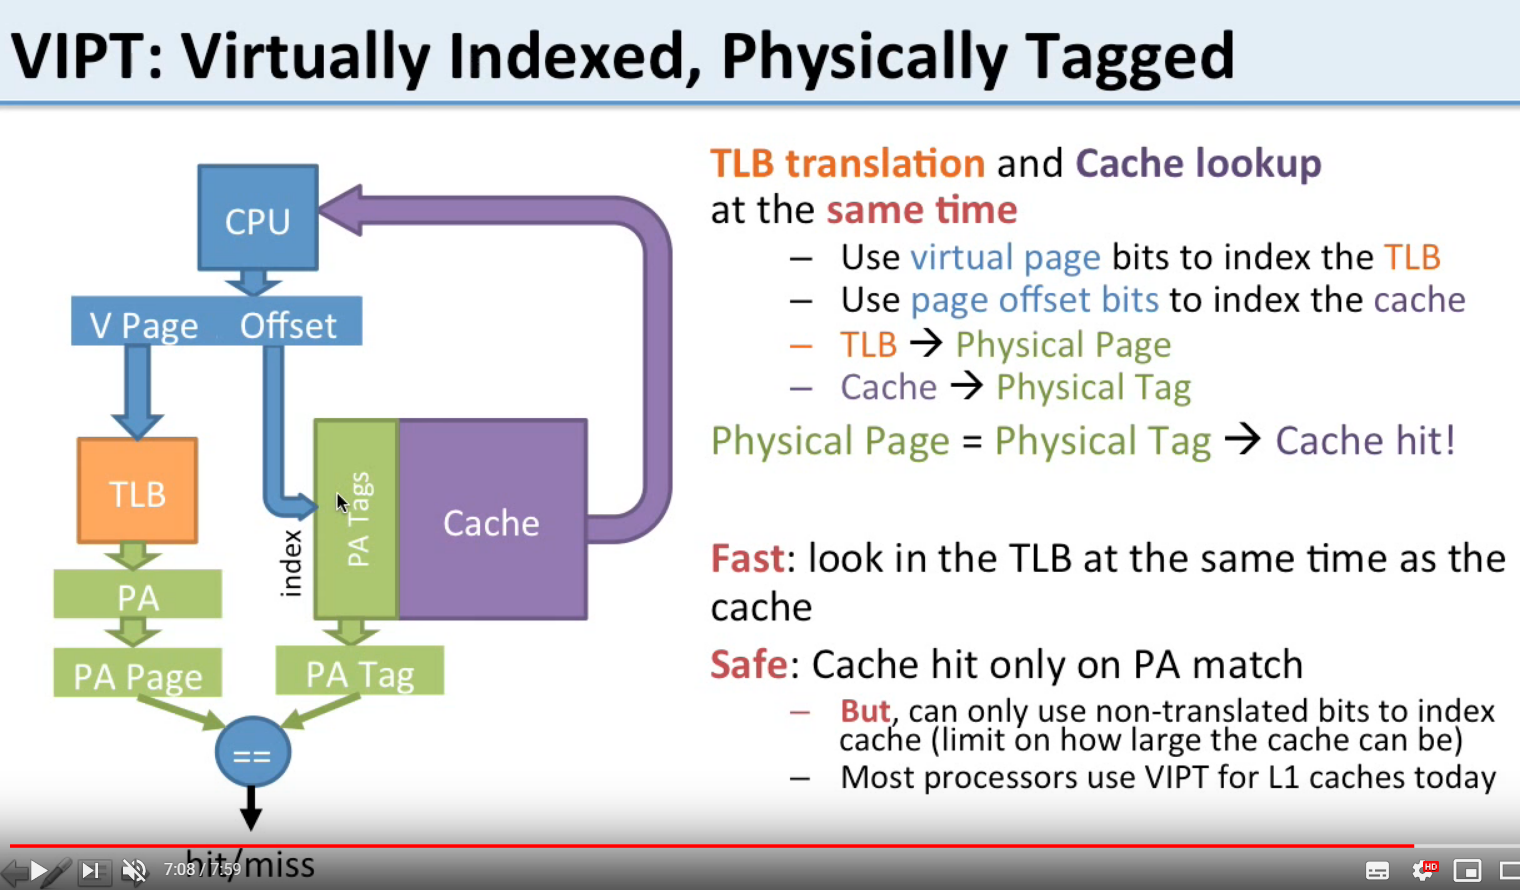 VIPT: Virtually Indexed, Physically Tagged
CPU
V Page Offset
TLB
index
PA Tags
Cache
PA
PA Page
PA Tag
==
hit/miss
TLB translation and Cache lookup
at the same time
– Use virtual page bits to index the TLB
– Use page offset bits to index the cache
– TLB → Physical Page
– Cache → Physical Tag
Physical Page = Physical Tag → Cache hit!
Fast: look in the TLB at the same time as the
cache
Safe: Cache hit only on PA match
– But, can only use non-translated bits to index
cache (limit on how large the cache can be)
– Most processors use VIPT for L1 caches today
7:08 / 7:59
HD